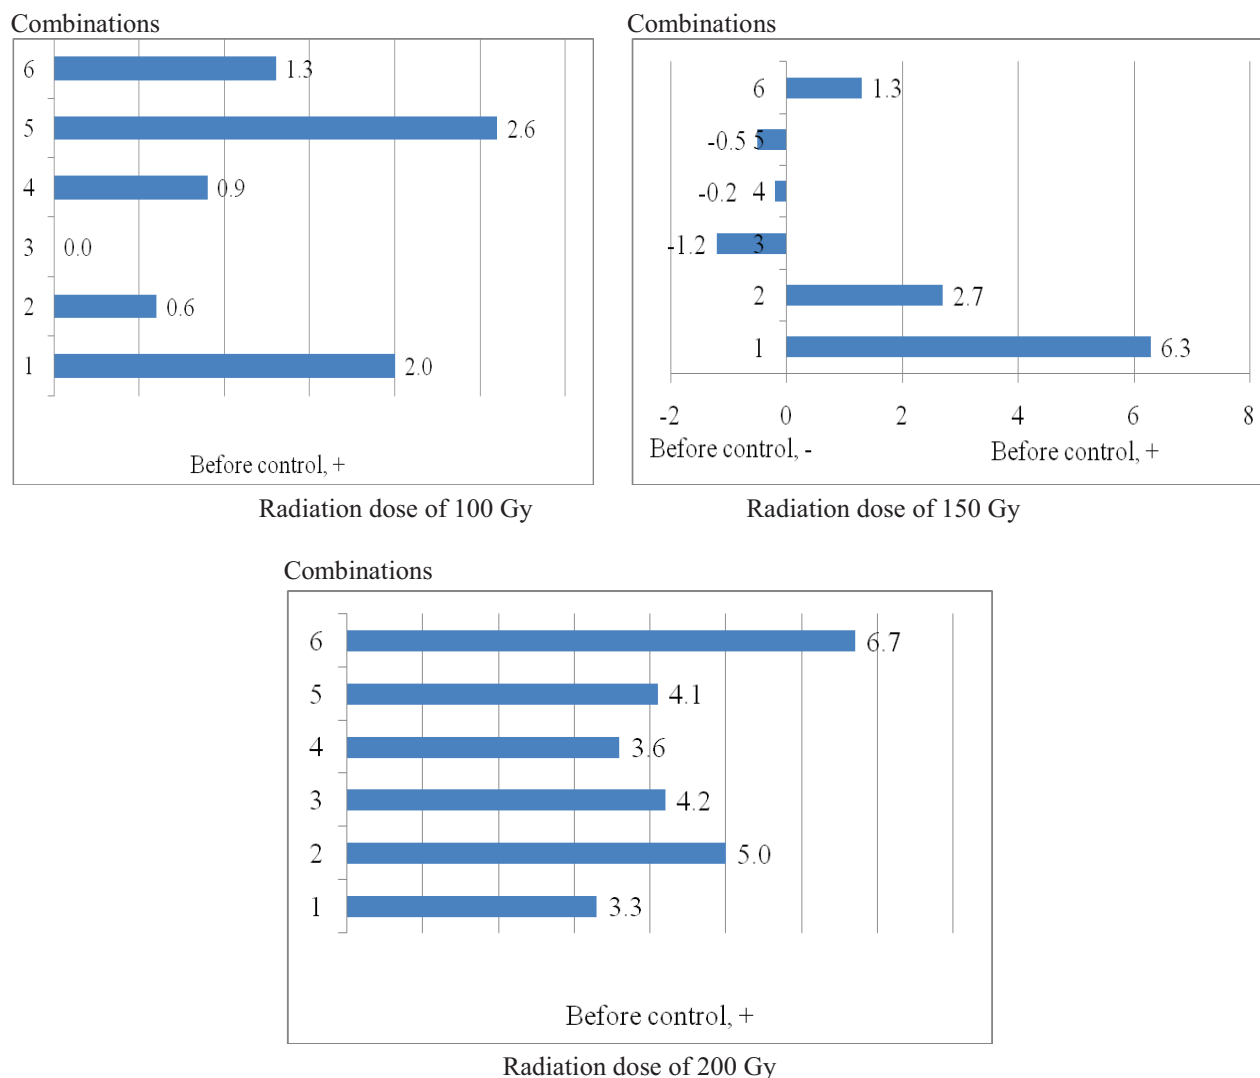 Combinations
6 1.3
5 2.6
4 0.9
3 0.0
2 0.6
1 2.0
Before control, +
Radiation dose of 100 Gy
Combinations
6 1.3
-0.5 5
-0.2 4
-1.2 3
2 2.7
1 6.3
-2 0 2 4 6 8
Before control, - Before control, +
Radiation dose of 150 Gy
Combinations
6 6.7
5 4.1
4 3.6
3 4.2
2 5.0
1 3.3
Before control, +
Radiation dose of 200 Gy